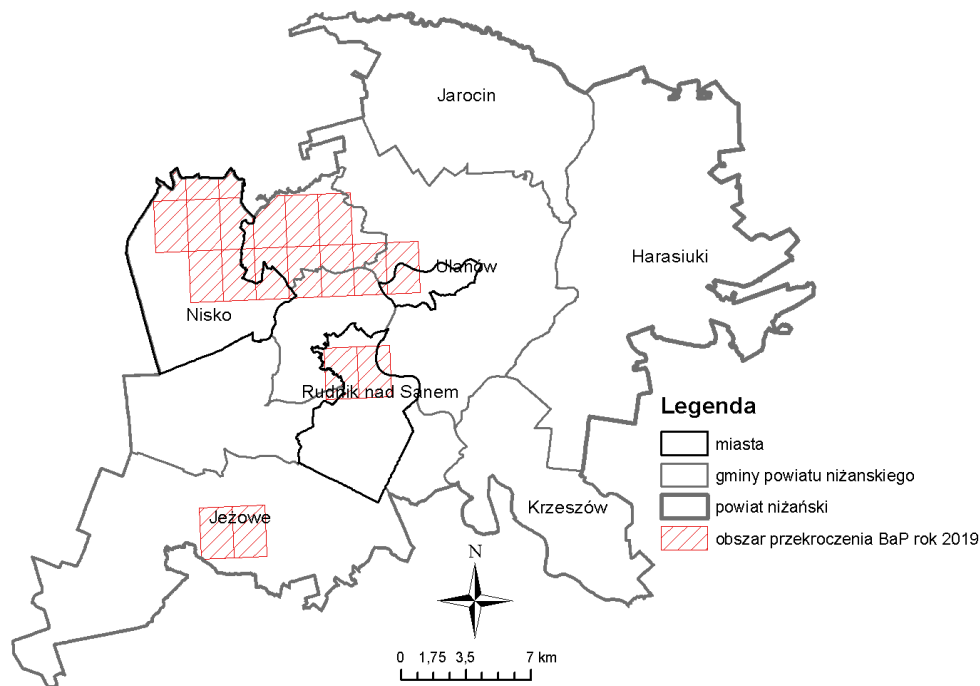 Jarocin
Harasiuki
Ulanów
Nisko
Rudnik nad Sanem
Legenda
miasta
gminy powiatu niżanskiego
powiat niżański
obszar przekroczenia BaP rok 2019
Krzeszów
Jeżowe
N
0 1,75 3,5 7 km